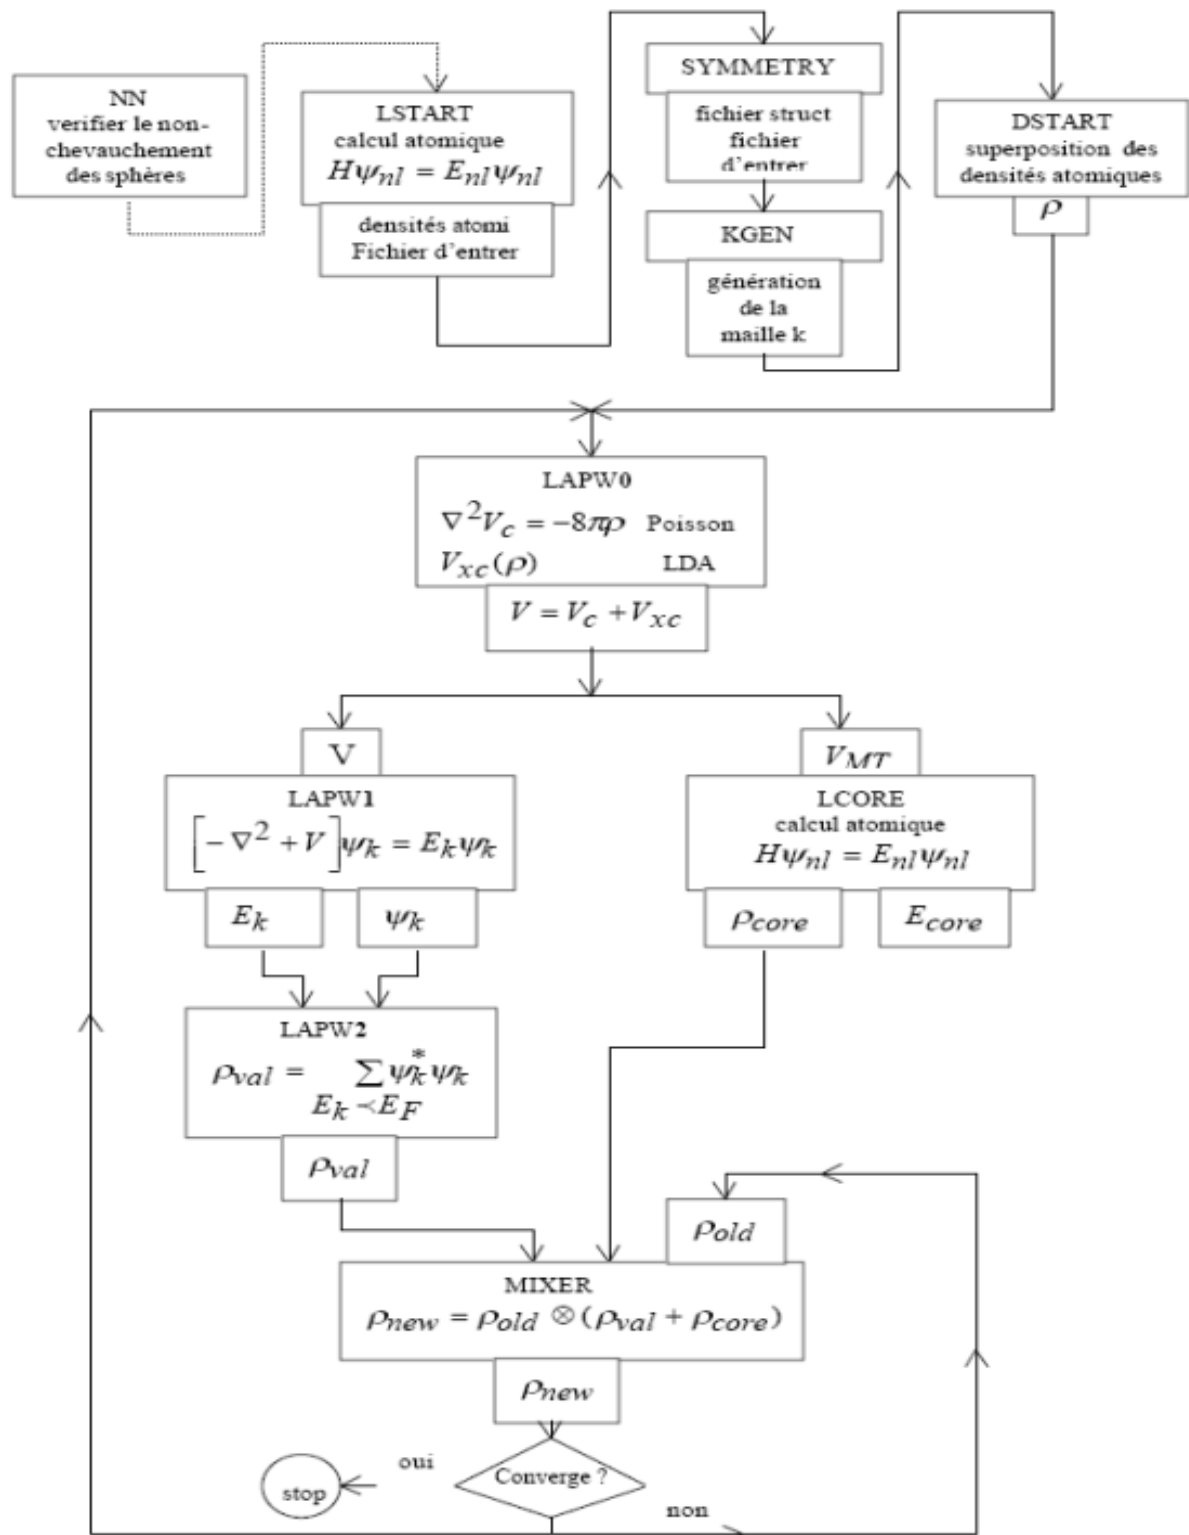 NN
verifier le non-
chevauchement
des sphères
LSTART
calcul atomique
Hψnl = Enlψnl
densités atomi
Fichier d'entrer
SYMMETRY
fichier struct
fichier
d'entrer
KGEN
génération
de la
maille k
DSTART
superposition des
densités atomiques
ρ
LAPW0
∇²Vc = −8πρ Poisson
Vxc(ρ) LDA
V = Vc + Vxc
V
LAPW1
[−∇² + V]ψk = Ekψk
Ek
ψk
VMT
LCORE
calcul atomique
Hψnl = Enlψnl
ρcore
Ecore
LAPW2
ρval = ∑ψk*ψk
Ek ≺ EF
ρval
ρold
MIXER
ρnew = ρold ⊗ (ρval + ρcore)
ρnew
Converge ?
oui
stop
non